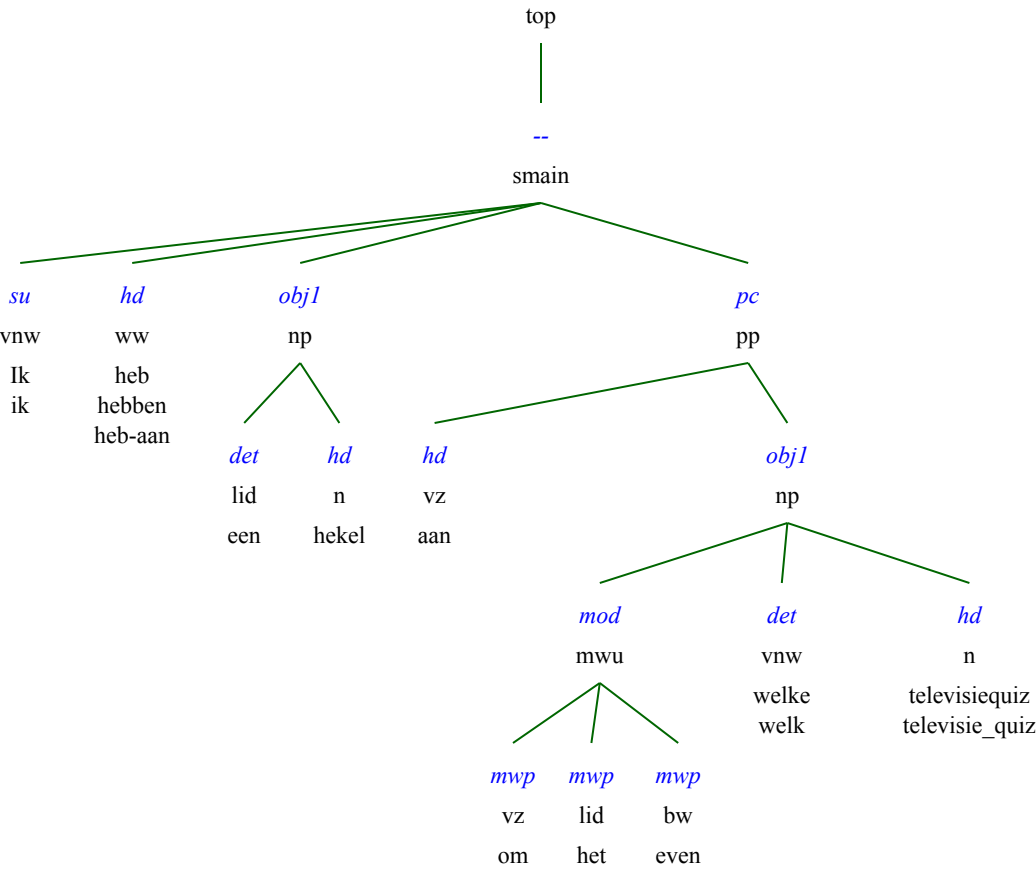 top
--
smain
su hd obj1 pc
vnw ww np pp
Ik heb
ik hebben
heb-aan
det hd hd obj1
lid n vz np
een hekel aan
mod det hd
mwu vnw n
welke televisiequiz
welk televisie_quiz
mwp mwp mwp
vz lid bw
om het even